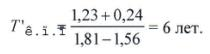 T'ê.ï.Ŧ = (1,23 + 0,24) / (1,81 – 1,56) = 6 лет.